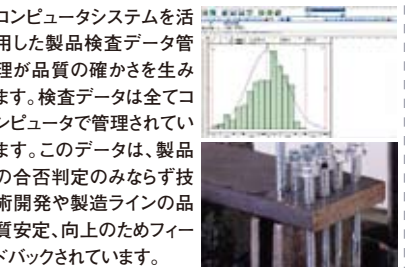 コンピュータシステムを活
用した製品検査データ管
理が品質の確かさを生み
ます。検査データは全てコ
ンピュータで管理されてい
ます。このデータは、製品
の合否判定のみならず技
術開発や製造ラインの品
質安定、向上のためフィー
ドバックされています。